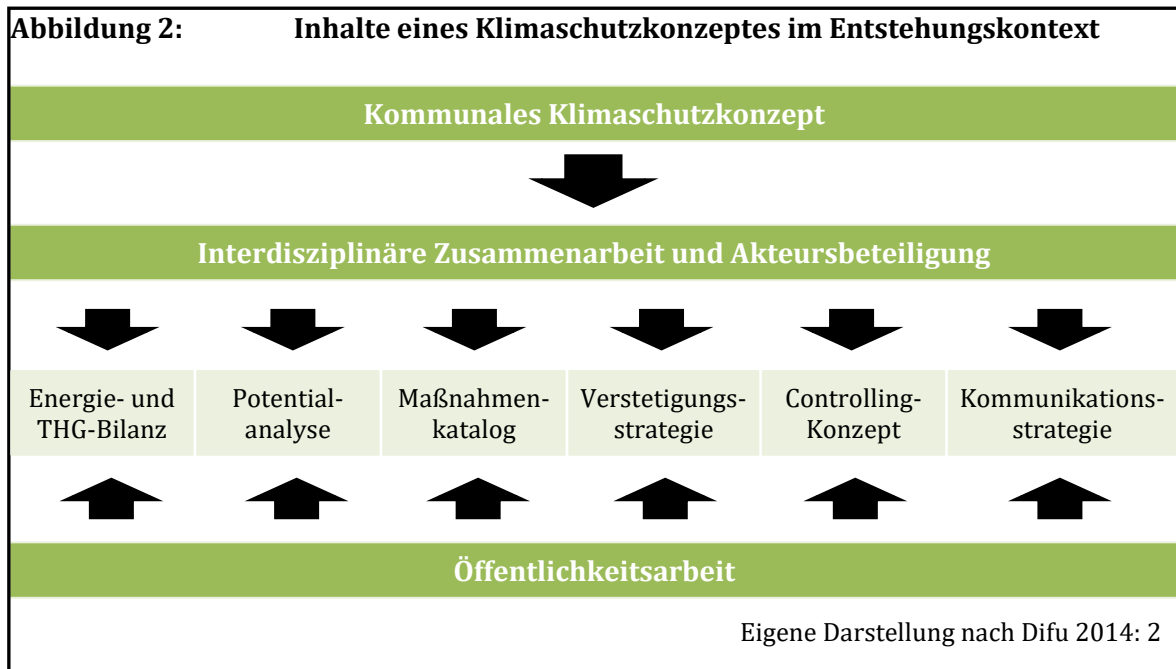 Abbildung 2: Inhalte eines Klimaschutzkonzeptes im Entstehungskontext
Kommunales Klimaschutzkonzept
Interdisziplinäre Zusammenarbeit und Akteursbeteiligung
Energie- und
THG-Bilanz
Potential-
analyse
Maßnahmen-
katalog
Verstetigungs-
strategie
Controlling-
Konzept
Kommunikations-
strategie
Öffentlichkeitsarbeit
Eigene Darstellung nach Difu 2014: 2